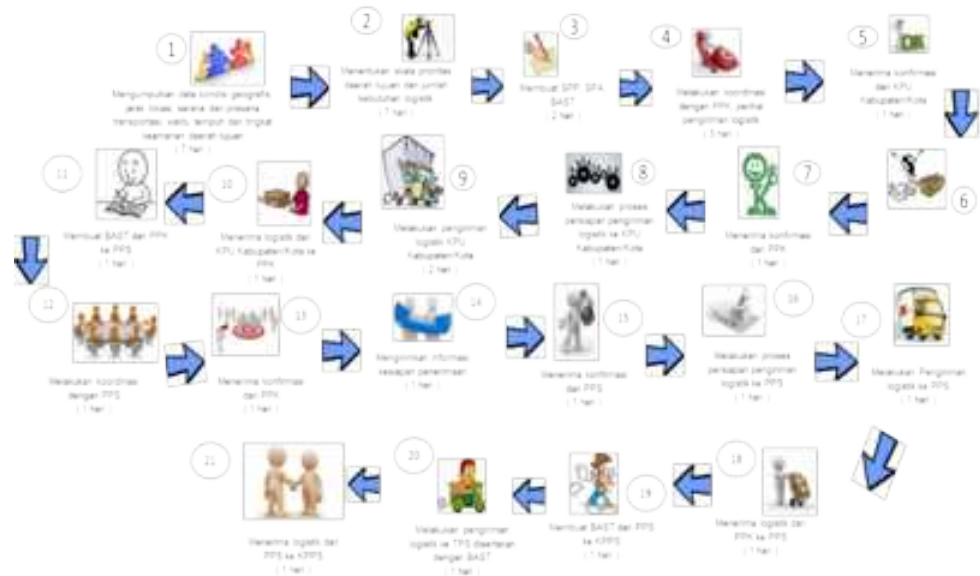 1
Mengumpulkan data kondisi geografis,
jarak lokasi, sarana dan prasarana
transportasi, waktu tempuh dan tingkat
keamanan daerah tujuan
( 7 hari )
2
Menentukan skala prioritas
daerah tujuan dan jumlah
kebutuhan logistik
( 1 hari )
3
Membuat SPP, SPA,
BAST
( 2 hari )
4
Melakukan koordinasi
dengan PPK, perihal
pengiriman logistik
( 3 hari )
5
Menerima konfirmasi
dari KPU
Kabupaten/Kota
( 1 hari )
6
7
Menerima konfirmasi
dari PPK
( 1 hari )
8
Melakukan proses
persiapan pengiriman
logistik ke KPU
Kabupaten/Kota
( 1 hari )
9
Melakukan pengiriman
logistik KPU
Kabupaten/Kota
( 2 hari )
10
Menerima logistik dari
KPU Kabupaten/Kota ke
PPK
( 1 hari )
11
Membuat BAST dari PPK
ke PPS
( 1 hari )
12
Melakukan koordinasi
dengan PPS
( 1 hari )
13
Menerima konfirmasi
dari PPK
( 1 hari )
14
Mengirimkan informasi
kesiapan penerimaan
( 1 hari )
15
Menerima konfirmasi
dari PPS
( 1 hari )
16
Melakukan proses
persiapan pengiriman
logistik ke PPS
( 1 hari )
17
Melakukan Pengiriman
logistik ke PPS
( 1 hari )
18
Menerima logistik dari
PPK ke PPS
( 1 hari )
19
Membuat BAST dari PPS
ke KPPS
( 1 hari )
20
Melakukan pengiriman
logistik ke TPS disertakan
dengan BAST
( 1 hari )
21
Menerima logistik dari
PPS ke KPPS
( 1 hari )